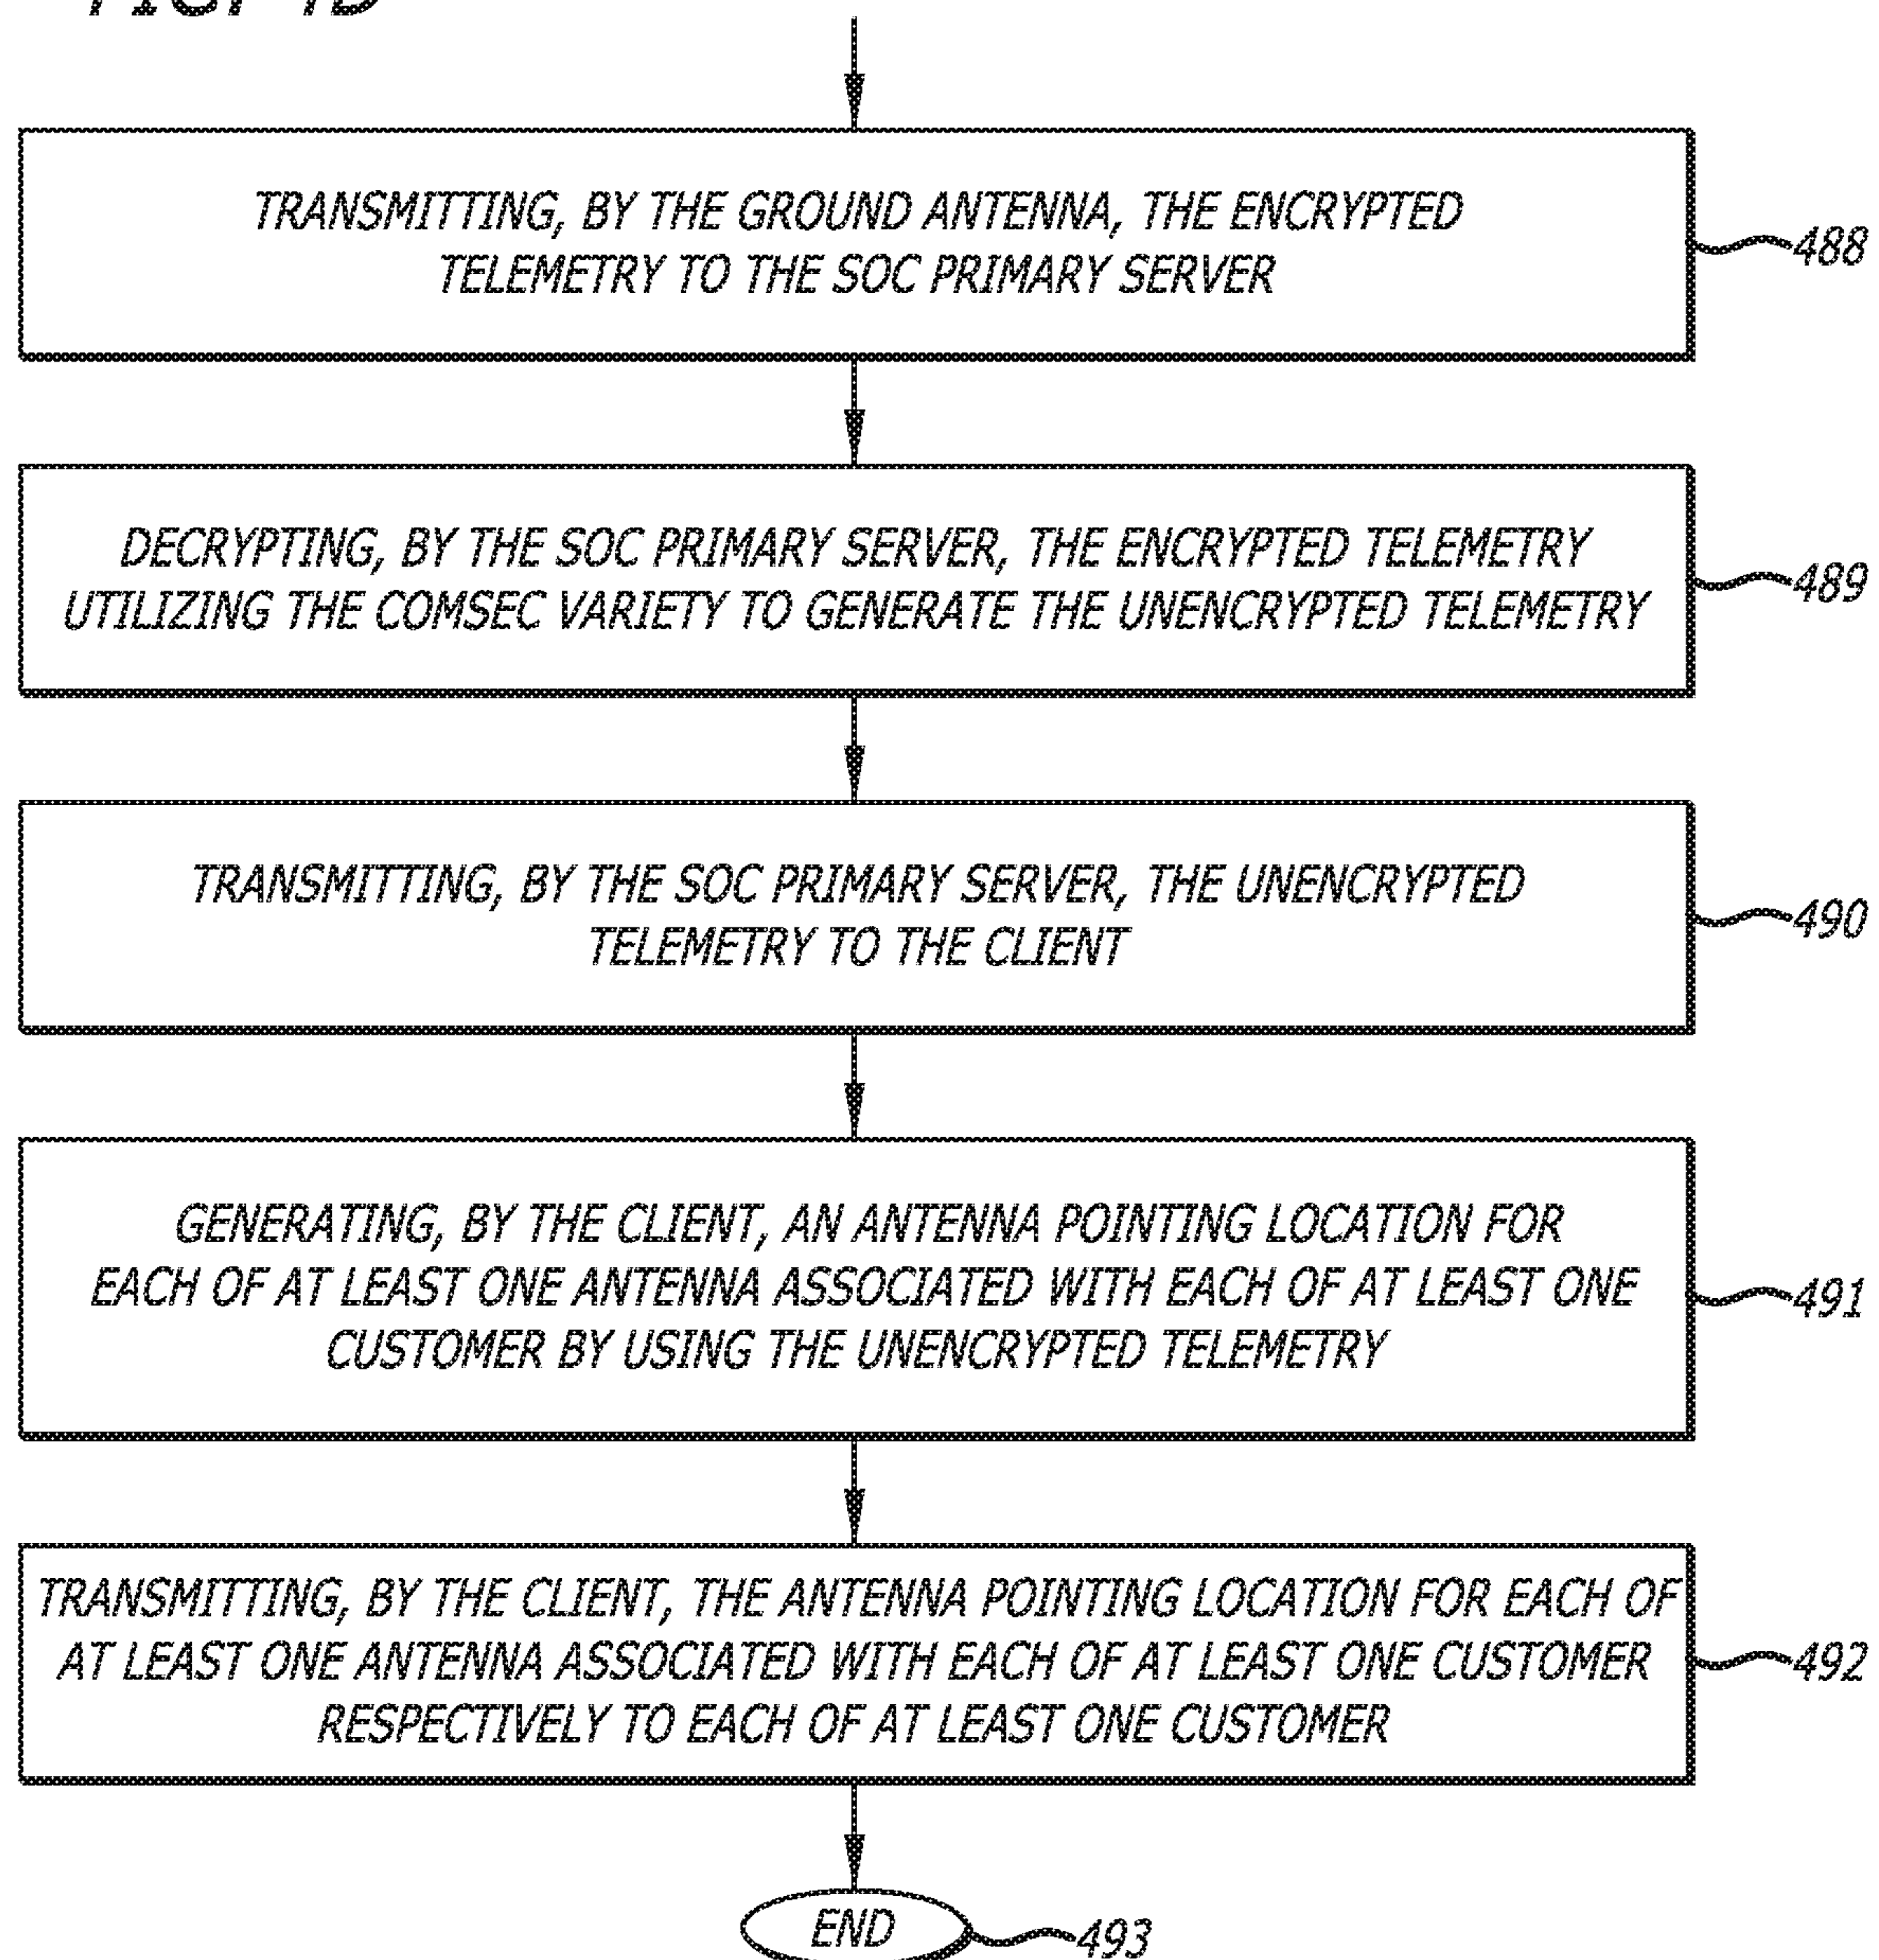 TRANSMITTING, BY THE GROUND ANTENNA, THE ENCRYPTED
TELEMETRY TO THE SOC PRIMARY SERVER
488
DECRYPTING, BY THE SOC PRIMARY SERVER, THE ENCRYPTED TELEMETRY
UTILIZING THE COMSEC VARIETY TO GENERATE THE UNENCRYPTED TELEMETRY
489
TRANSMITTING, BY THE SOC PRIMARY SERVER, THE UNENCRYPTED
TELEMETRY TO THE CLIENT
490
GENERATING, BY THE CLIENT, AN ANTENNA POINTING LOCATION FOR
EACH OF AT LEAST ONE ANTENNA ASSOCIATED WITH EACH OF AT LEAST ONE
CUSTOMER BY USING THE UNENCRYPTED TELEMETRY
491
TRANSMITTING, BY THE CLIENT, THE ANTENNA POINTING LOCATION FOR EACH OF
AT LEAST ONE ANTENNA ASSOCIATED WITH EACH OF AT LEAST ONE CUSTOMER
RESPECTIVELY TO EACH OF AT LEAST ONE CUSTOMER
492
END
493